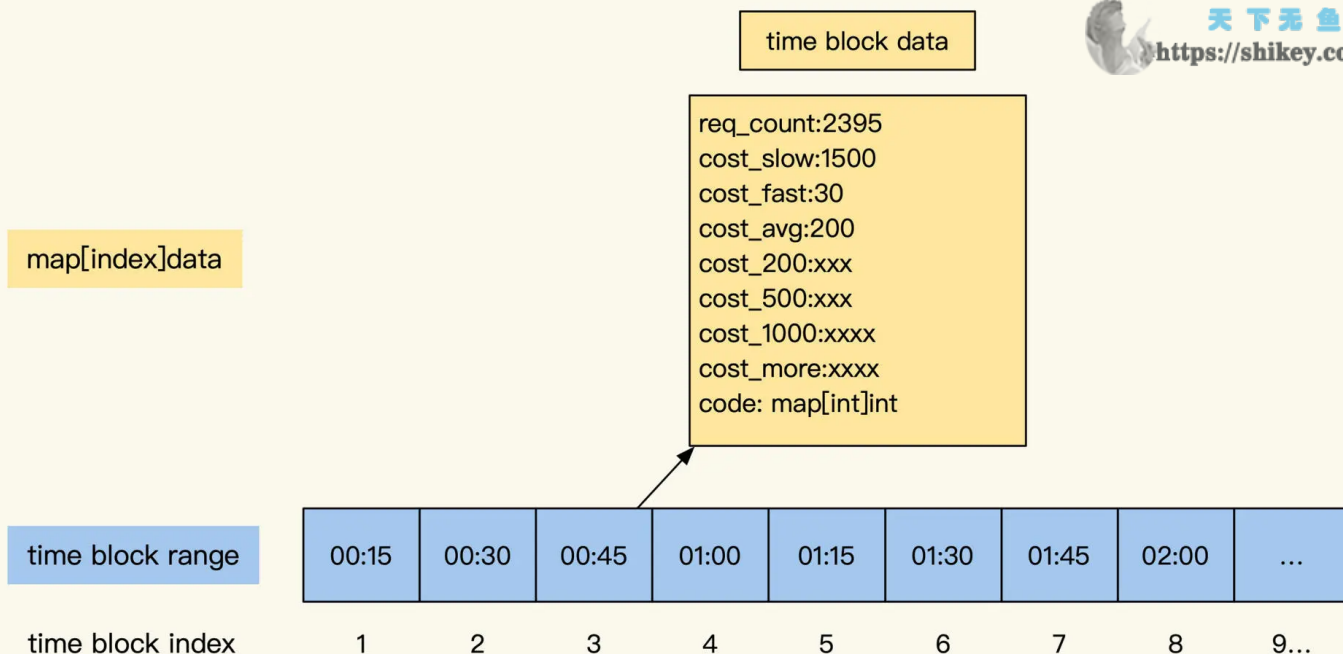 天下无鱼
https://shikey.co
time block data
req_count:2395
cost_slow:1500
cost_fast:30
cost_avg:200
cost_200:xxx
cost_500:xxx
cost_1000:xxxx
cost_more:xxxx
code: map[int]int
map[index]data
time block range 00:15 00:30 00:45 01:00 01:15 01:30 01:45 02:00 ...
time block index 1 2 3 4 5 6 7 8 9...